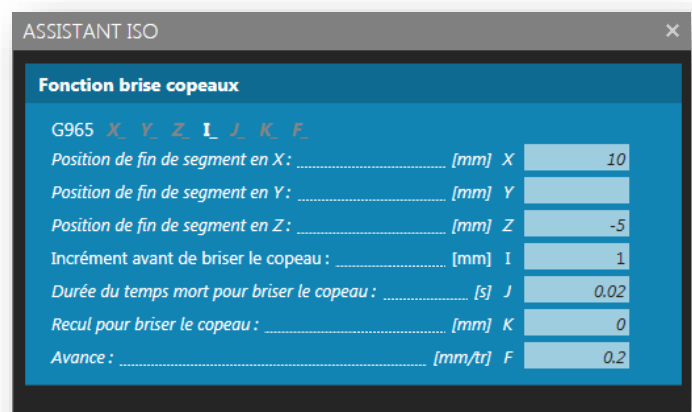 ASSISTANT ISO ×
Fonction brise copeaux
G965 X_ Y_ Z_ I_ J_ K_ F_
Position de fin de segment en X : [mm] X 10
Position de fin de segment en Y : [mm] Y
Position de fin de segment en Z : [mm] Z -5
Incrément avant de briser le copeau : [mm] I 1
Durée du temps mort pour briser le copeau : [s] J 0.02
Recul pour briser le copeau : [mm] K 0
Avance : [mm/tr] F 0.2